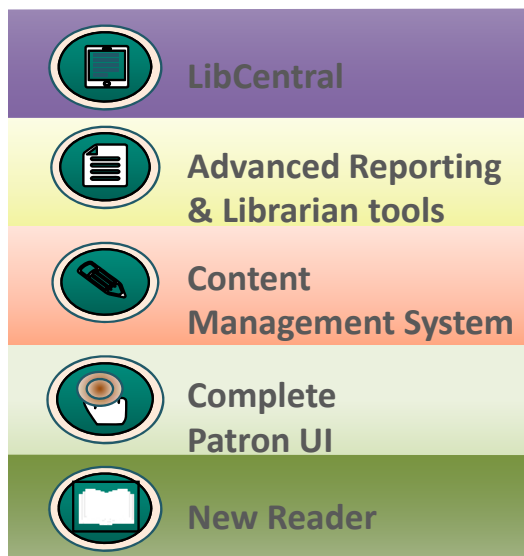 LibCentral
Advanced Reporting
& Librarian tools
Content
Management System
Complete
Patron UI
New Reader